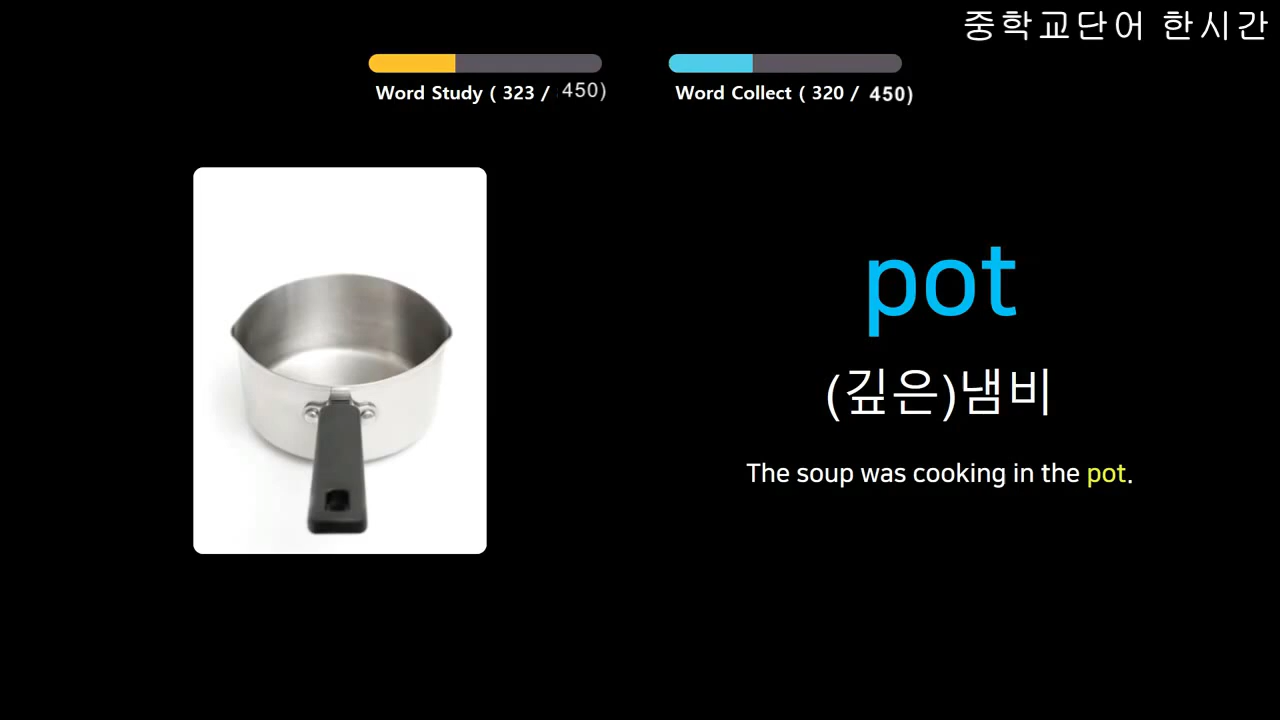 중학교단어 한시간
Word Study ( 323 / 450)
Word Collect ( 320 / 450)
pot
(깊은)냄비
The soup was cooking in the pot.